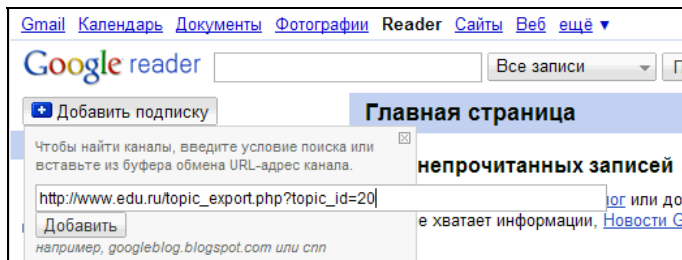 Gmail Календарь Документы Фотографии Reader Сайты Веб ещё ▼
Google reader Все записи
Добавить подписку Главная страница
Чтобы найти каналы, введите условие поиска или
вставьте из буфера обмена URL-адрес канала.
непрочитанных записей
http://www.edu.ru/topic_export.php?topic_id=20
или
Добавить
хватает информации, Новости G
например, googleblog.blogspot.com или cnn